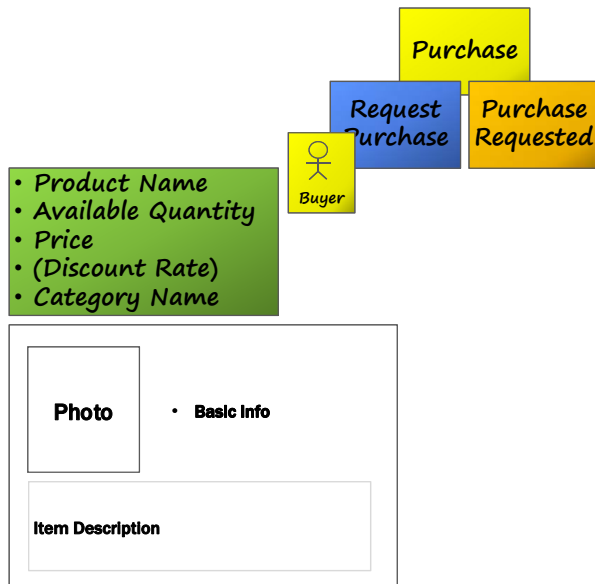 Purchase
Request
Purchase
Purchase
Requested
Buyer
• Product Name
• Available Quantity
• Price
• (Discount Rate)
• Category Name
Photo
• Basic Info
Item Description